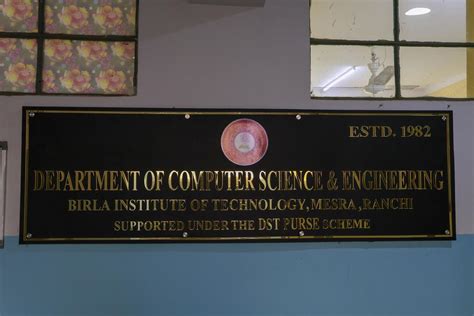 ESTD. 1982
DEPARTMENT OF COMPUTER SCIENCE & ENGINEERING
BIRLA INSTITUTE OF TECHNOLOGY, MESRA, RANCHI
SUPPORTED UNDER THE DST PURSE SCHEME